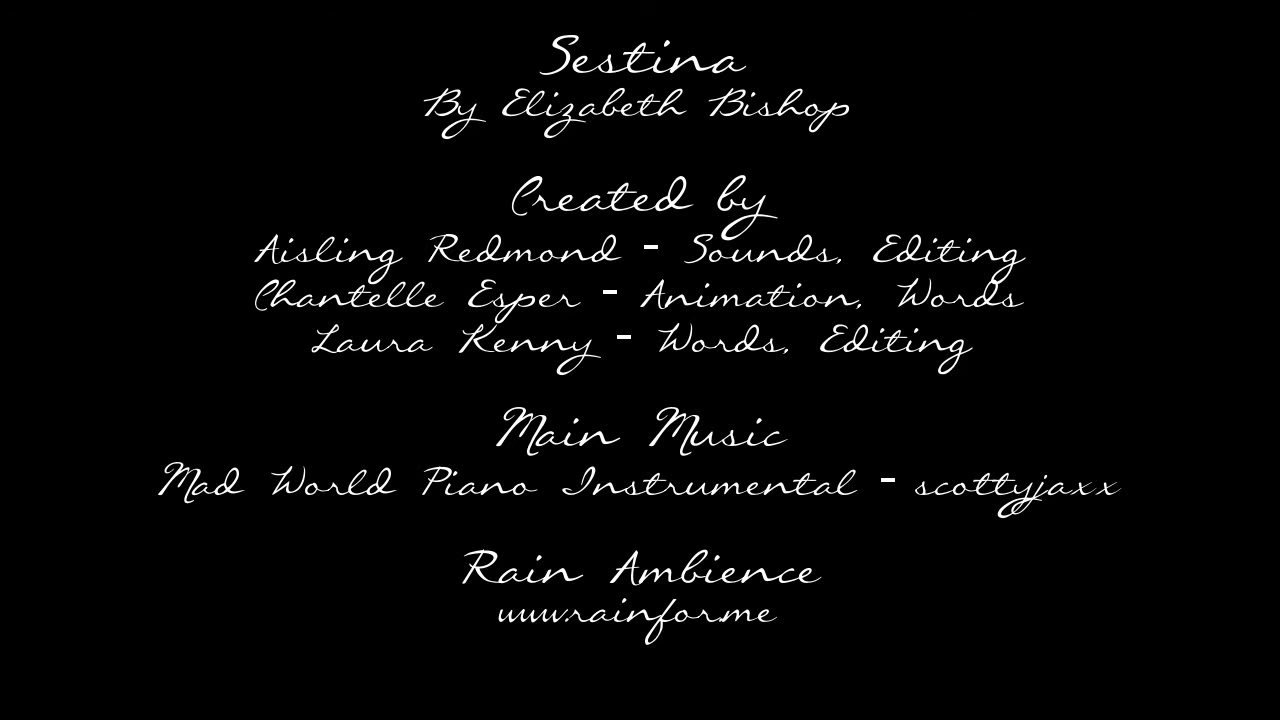 Sestina
By Elizabeth Bishop
Created by
Aisling Redmond - Sounds, Editing
Chantelle Esper - Animation, Words
Laura Kenny - Words, Editing
Main Music
Mad World Piano Instrumental - scottyjaxx
Rain Ambience
www.rainfor.me